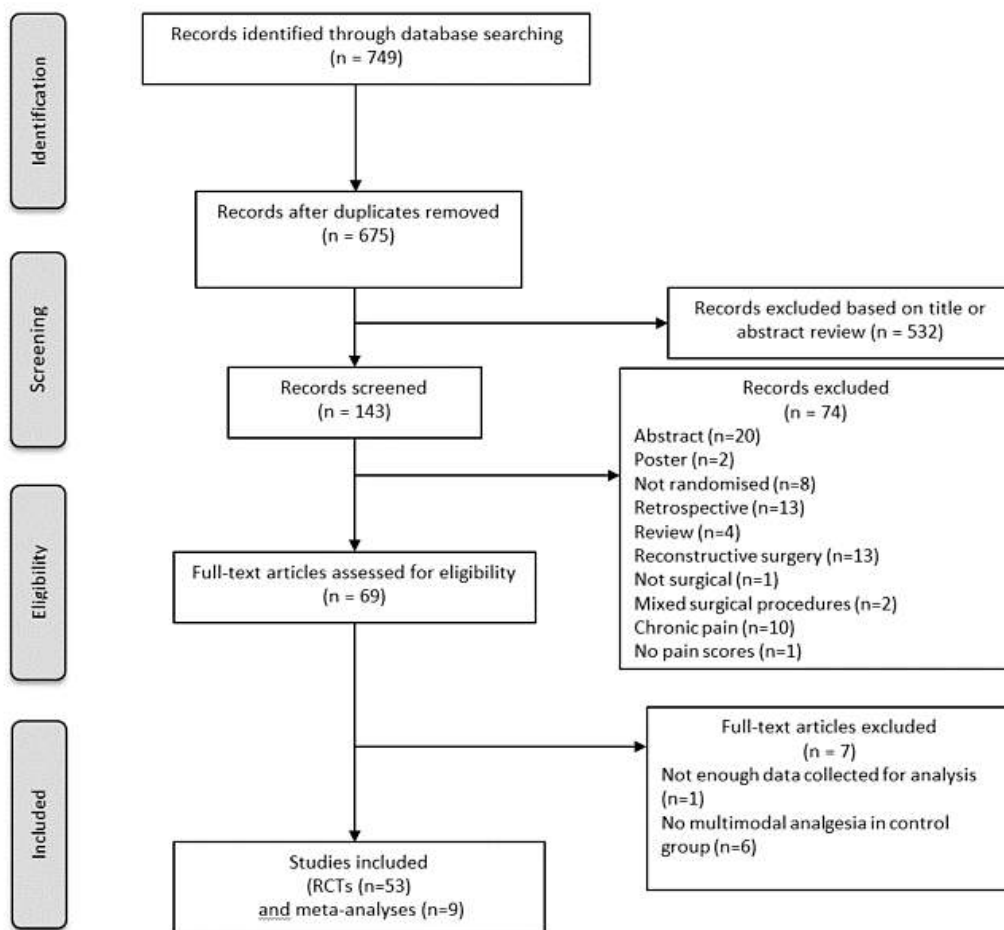 Identification
Records identified through database searching
(n = 749)
Records after duplicates removed
(n = 675)
Screening
Records excluded based on title or
abstract review (n = 532)
Records screened
(n = 143)
Records excluded
(n = 74)
Abstract (n=20)
Poster (n=2)
Not randomised (n=8)
Retrospective (n=13)
Review (n=4)
Reconstructive surgery (n=13)
Not surgical (n=1)
Mixed surgical procedures (n=2)
Chronic pain (n=10)
No pain scores (n=1)
Eligibility
Full-text articles assessed for eligibility
(n = 69)
Full-text articles excluded
(n = 7)
Not enough data collected for analysis
(n=1)
No multimodal analgesia in control
group (n=6)
Included
Studies included
(RCTs (n=53)
and meta-analyses (n=9)